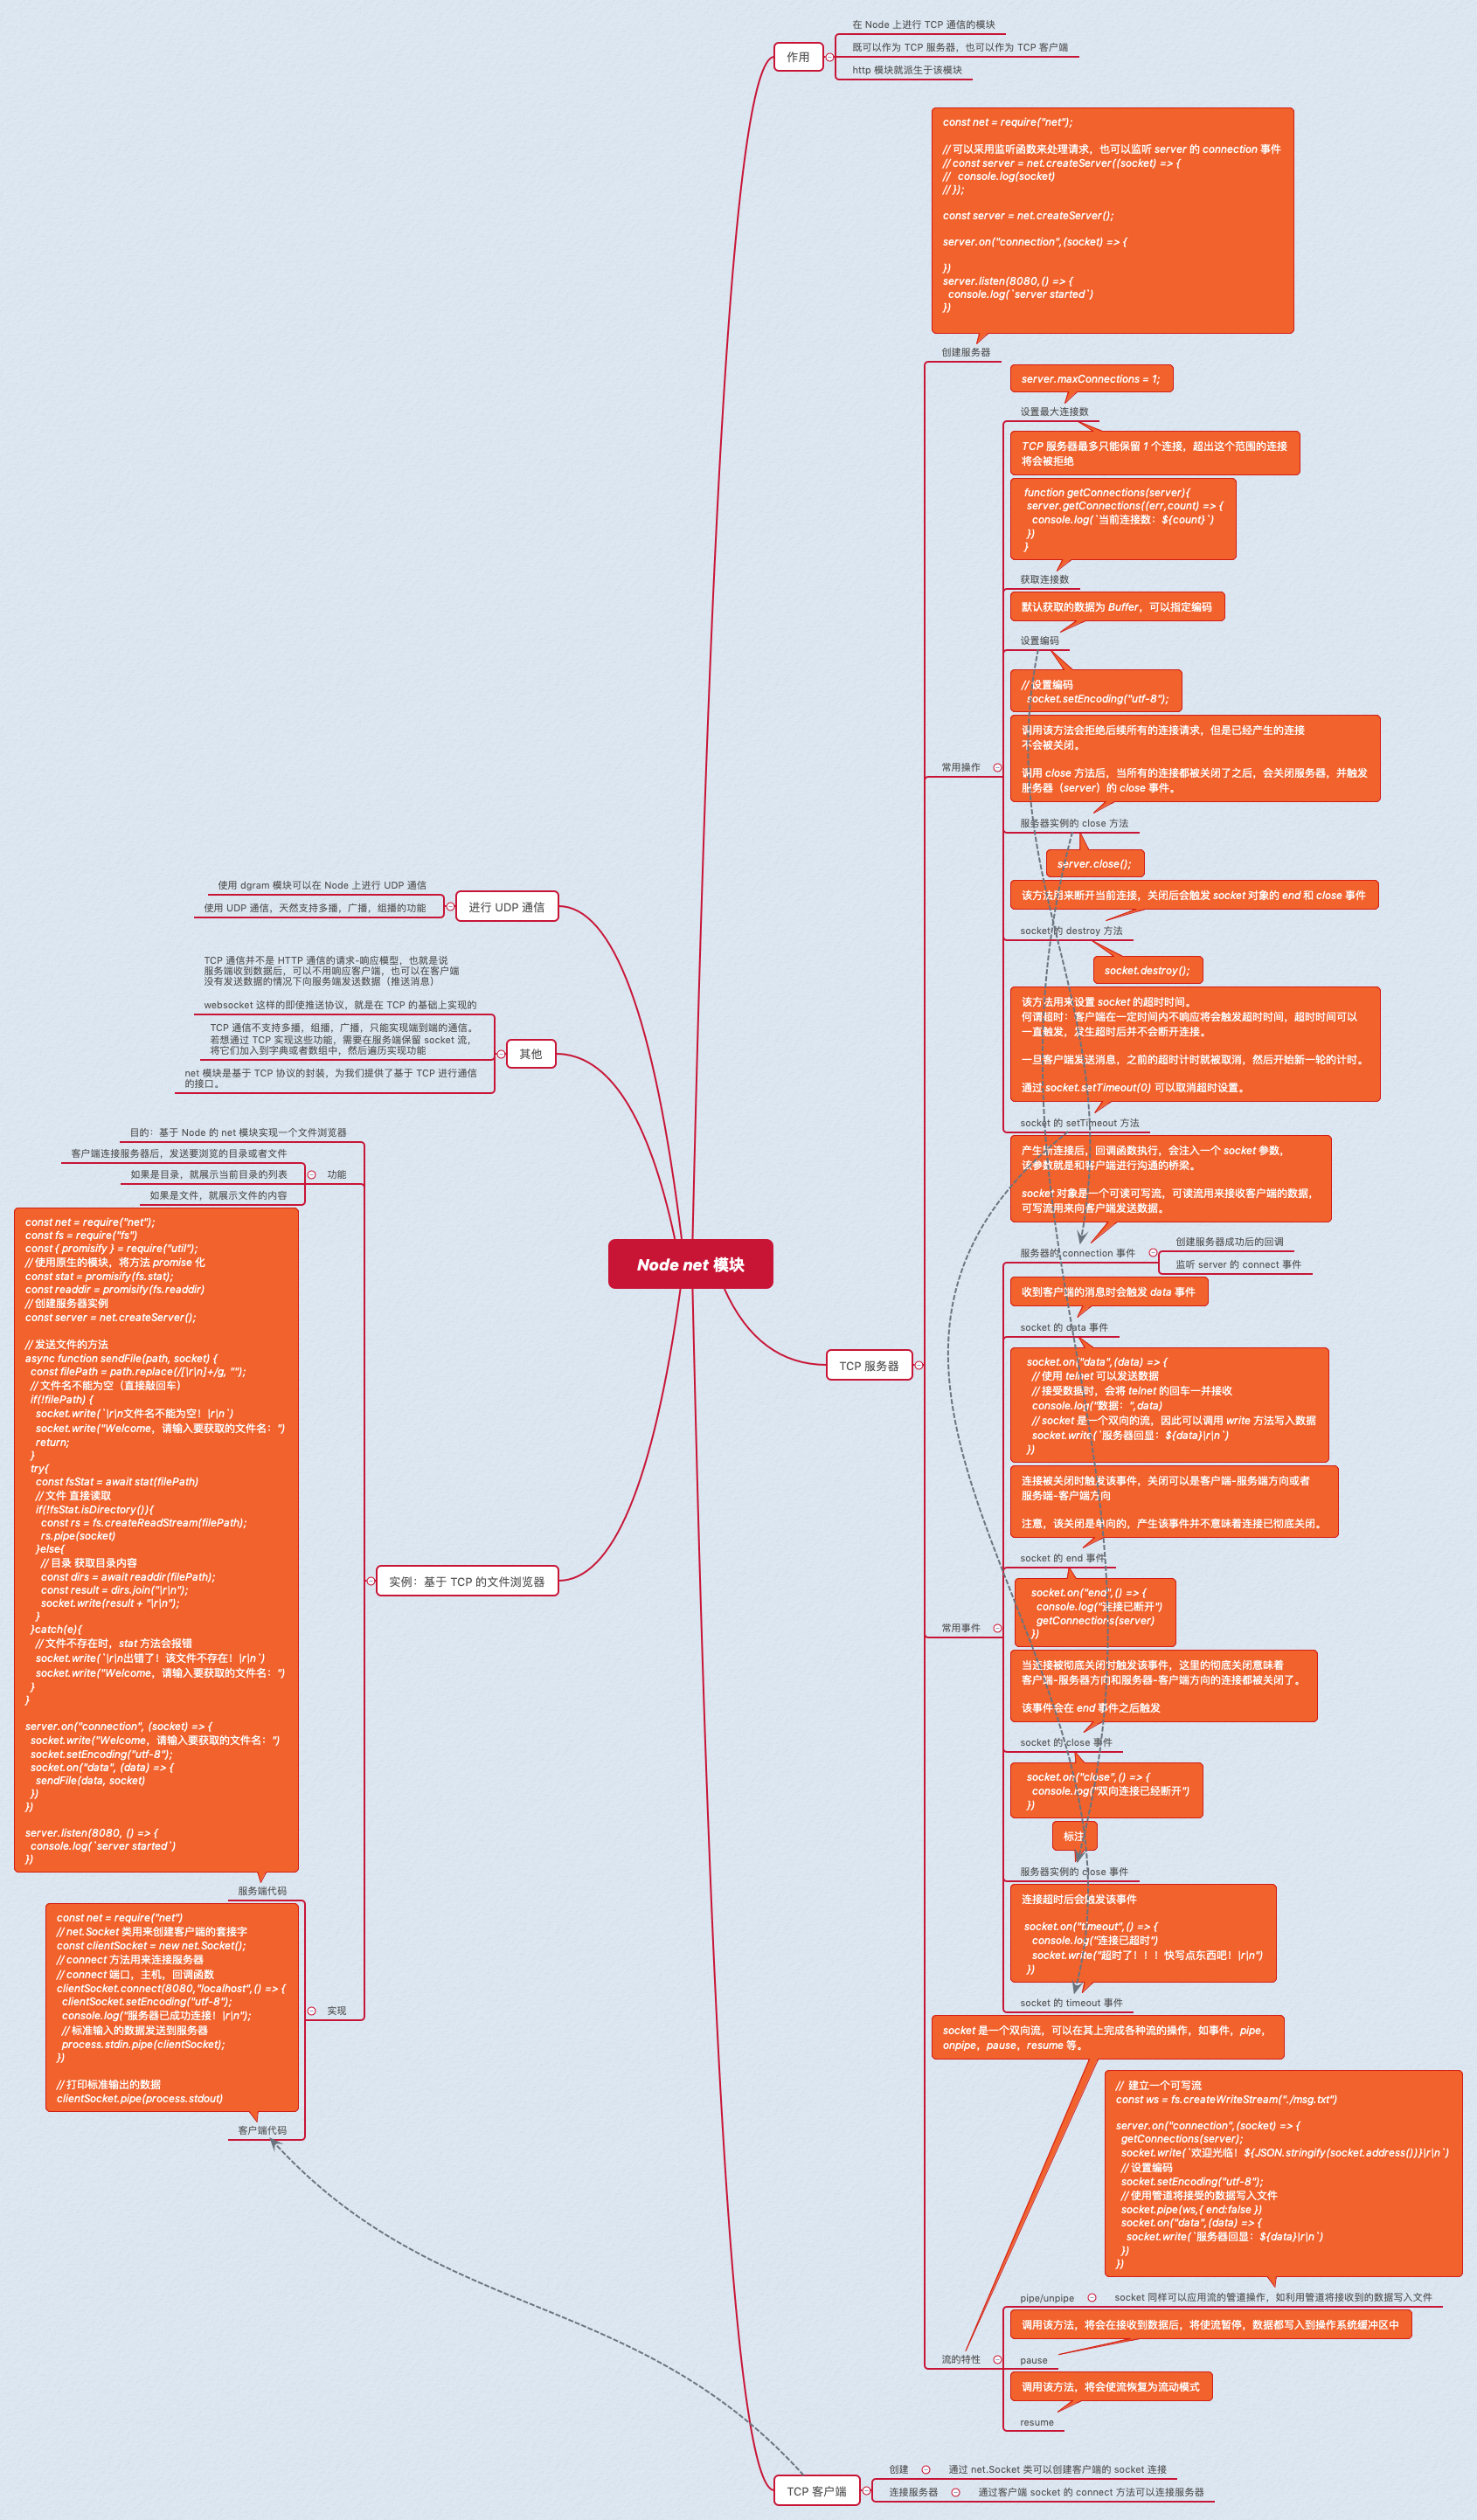 作用
在 Node 上进行 TCP 通信的模块
既可以作为 TCP 服务器，也可以作为 TCP 客户端
http 模块就派生于该模块
const net = require("net");
// 可以采用监听函数来处理请求，也可以监听 server 的 connection 事件
// const server = net.createServer((socket) => {
//   console.log(socket)
// });
const server = net.createServer();
server.on("connection",(socket) => {
})
server.listen(8080,() => {
  console.log(`server started`)
})
创建服务器
server.maxConnections = 1;
设置最大连接数
TCP 服务器最多只能保留 1 个连接，超出这个范围的连接
将会被拒绝
function getConnections(server){
  server.getConnections((err,count) => {
    console.log(`当前连接数：${count}`)
  })
}
获取连接数
默认获取的数据为 Buffer，可以指定编码
设置编码
// 设置编码
  socket.setEncoding("utf-8");
调用该方法会拒绝后续所有的连接请求，但是已经产生的连接
不会被关闭。
调用 close 方法后，当所有的连接都被关闭了之后，会关闭服务器，并触发
服务器（server）的 close 事件。
常用操作
服务器实例的 close 方法
server.close();
该方法用来断开当前连接，关闭后会触发 socket 对象的 end 和 close 事件
socket 的 destroy 方法
socket.destroy();
该方法用来设置 socket 的超时时间。
何谓超时：客户端在一定时间内不响应将会触发超时时间，超时时间可以
一直触发，发生超时后并不会断开连接。
一旦客户端发送消息，之前的超时计时就被取消，然后开始新一轮的计时。
通过 socket.setTimeout(0) 可以取消超时设置。
socket 的 setTimeout 方法
产生新连接后，回调函数执行，会注入一个 socket 参数，
该参数就是和客户端进行沟通的桥梁。
socket 对象是一个可读可写流，可读流用来接收客户端的数据，
可写流用来向客户端发送数据。
服务器的 connection 事件
创建服务器成功后的回调
监听 server 的 connect 事件
收到客户端的消息时会触发 data 事件
socket 的 data 事件
socket.on("data",(data) => {
  // 使用 telnet 可以发送数据
  // 接受数据时，会将 telnet 的回车一并接收
  console.log("数据：",data)
  // socket 是一个双向的流，因此可以调用 write 方法写入数据
  socket.write(`服务器回显：${data}\r\n`)
})
TCP 服务器
连接被关闭时触发该事件，关闭可以是客户端-服务端方向或者
服务端-客户端方向
注意，该关闭是单向的，产生该事件并不意味着连接已彻底关闭。
socket 的 end 事件
socket.on("end",() => {
  console.log("连接已断开")
  getConnections(server)
})
常用事件
当连接被彻底关闭时触发该事件，这里的彻底关闭意味着
客户端-服务器方向和服务器-客户端方向的连接都被关闭了。
该事件会在 end 事件之后触发
socket 的 close 事件
socket.on("close",() => {
  console.log("双向连接已经断开")
})
标注
服务器实例的 close 事件
连接超时后会触发该事件
socket.on("timeout",() => {
  console.log("连接已超时")
  socket.write("超时了！！！快写点东西吧！\r\n")
})
socket 的 timeout 事件
socket 是一个双向流，可以在其上完成各种流的操作，如事件，pipe，
onpipe，pause，resume 等。
//  建立一个可写流
const ws = fs.createWriteStream("./msg.txt")
server.on("connection",(socket) => {
  getConnections(server);
  socket.write(`欢迎光临！${JSON.stringify(socket.address())}\r\n`)
  // 设置编码
  socket.setEncoding("utf-8");
  // 使用管道将接受的数据写入文件
  socket.pipe(ws,{ end:false })
  socket.on("data",(data) => {
    socket.write(`服务器回显：${data}\r\n`)
  })
})
pipe/unpipe
socket 同样可以应用流的管道操作，如利用管道将接收到的数据写入文件
调用该方法，将会在接收到数据后，将使流暂停，数据都写入到操作系统缓冲区中
流的特性
pause
调用该方法，将会使流恢复为流动模式
resume
TCP 客户端
创建
通过 net.Socket 类可以创建客户端的 socket 连接
连接服务器
通过客户端 socket 的 connect 方法可以连接服务器
Node net 模块
使用 dgram 模块可以在 Node 上进行 UDP 通信
使用 UDP 通信，天然支持多播，广播，组播的功能
进行 UDP 通信
TCP 通信并不是 HTTP 通信的请求-响应模型，也就是说
服务端收到数据后，可以不用响应客户端，也可以在客户端
没有发送数据的情况下向服务端发送数据（推送消息）
websocket 这样的即使推送协议，就是在 TCP 的基础上实现的
TCP 通信不支持多播，组播，广播，只能实现端到端的通信。
若想通过 TCP 实现这些功能，需要在服务端保留 socket 流，
将它们加入到字典或者数组中，然后遍历实现功能
其他
net 模块是基于 TCP 协议的封装，为我们提供了基于 TCP 进行通信
的接口。
目的：基于 Node 的 net 模块实现一个文件浏览器
客户端连接服务器后，发送要浏览的目录或者文件
如果是目录，就展示当前目录的列表
功能
如果是文件，就展示文件的内容
const net = require("net");
const fs = require("fs")
const { promisify } = require("util");
// 使用原生的模块，将方法 promise 化
const stat = promisify(fs.stat);
const readdir = promisify(fs.readdir)
// 创建服务器实例
const server = net.createServer();
// 发送文件的方法
async function sendFile(path, socket) {
  const filePath = path.replace(/[\r\n]+/g, "");
  // 文件名不能为空（直接敲回车）
  if(!filePath) {
    socket.write(`\r\n文件名不能为空！\r\n`)
    socket.write("Welcome，请输入要获取的文件名：")
    return;
  }
  try{
    const fsStat = await stat(filePath)
    // 文件 直接读取
    if(!fsStat.isDirectory()){
      const rs = fs.createReadStream(filePath);
      rs.pipe(socket)
    }else{
      // 目录 获取目录内容
      const dirs = await readdir(filePath);
      const result = dirs.join("\r\n");
      socket.write(result + "\r\n");
    }
  }catch(e){
    // 文件不存在时，stat 方法会报错
    socket.write(`\r\n出错了！该文件不存在！\r\n`)
    socket.write("Welcome，请输入要获取的文件名：")
  }
}
server.on("connection", (socket) => {
  socket.write("Welcome，请输入要获取的文件名：")
  socket.setEncoding("utf-8");
  socket.on("data", (data) => {
    sendFile(data, socket)
  })
})
server.listen(8080, () => {
  console.log(`server started`)
})
实例：基于 TCP 的文件浏览器
服务端代码
const net = require("net")
// net.Socket 类用来创建客户端的套接字
const clientSocket = new net.Socket();
// connect 方法用来连接服务器
// connect 端口，主机，回调函数
clientSocket.connect(8080,"localhost",() => {
  clientSocket.setEncoding("utf-8");
  console.log("服务器已成功连接！\r\n");
  // 标准输入的数据发送到服务器
  process.stdin.pipe(clientSocket);
})
// 打印标准输出的数据
clientSocket.pipe(process.stdout)
实现
客户端代码